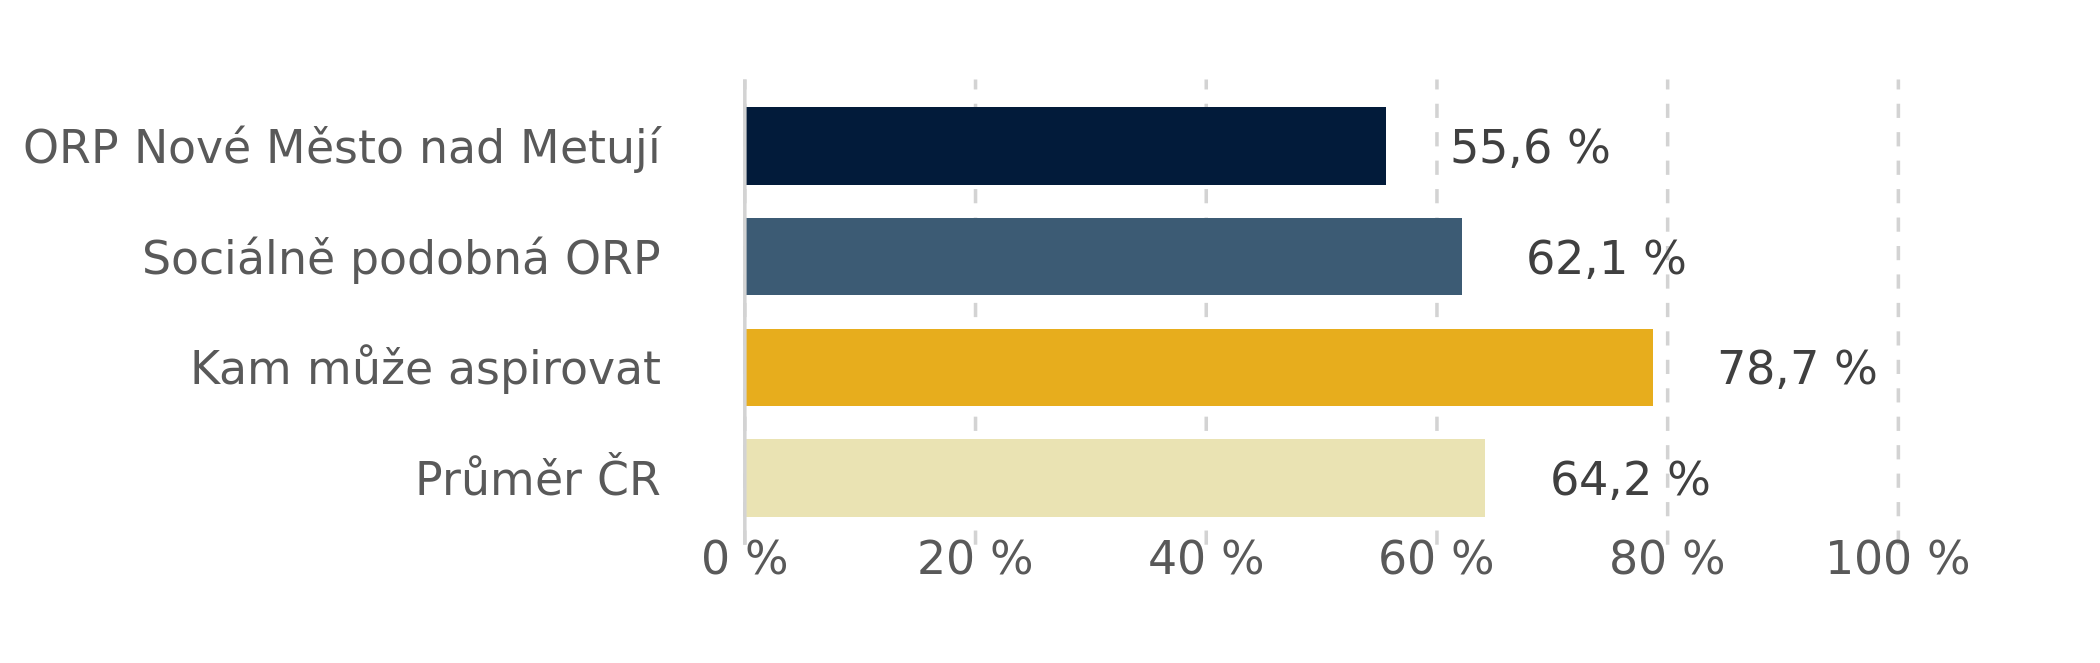 ORP Nové Město nad Metují 55,6 %
Sociálně podobná ORP 62,1 %
Kam může aspirovat 78,7 %
Průměr ČR 64,2 %
0 % 20 % 40 % 60 % 80 % 100 %